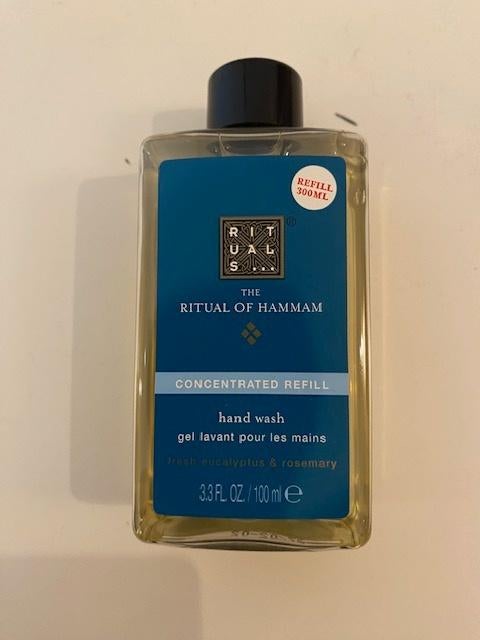 REFILL
300ML
RIT
UAL
S...
®
THE
RITUAL OF HAMMAM
CONCENTRATED REFILL
hand wash
gel lavant pour les mains
fresh eucalyptus & rosemary
3.3 FL. OZ. / 100 ml ℮